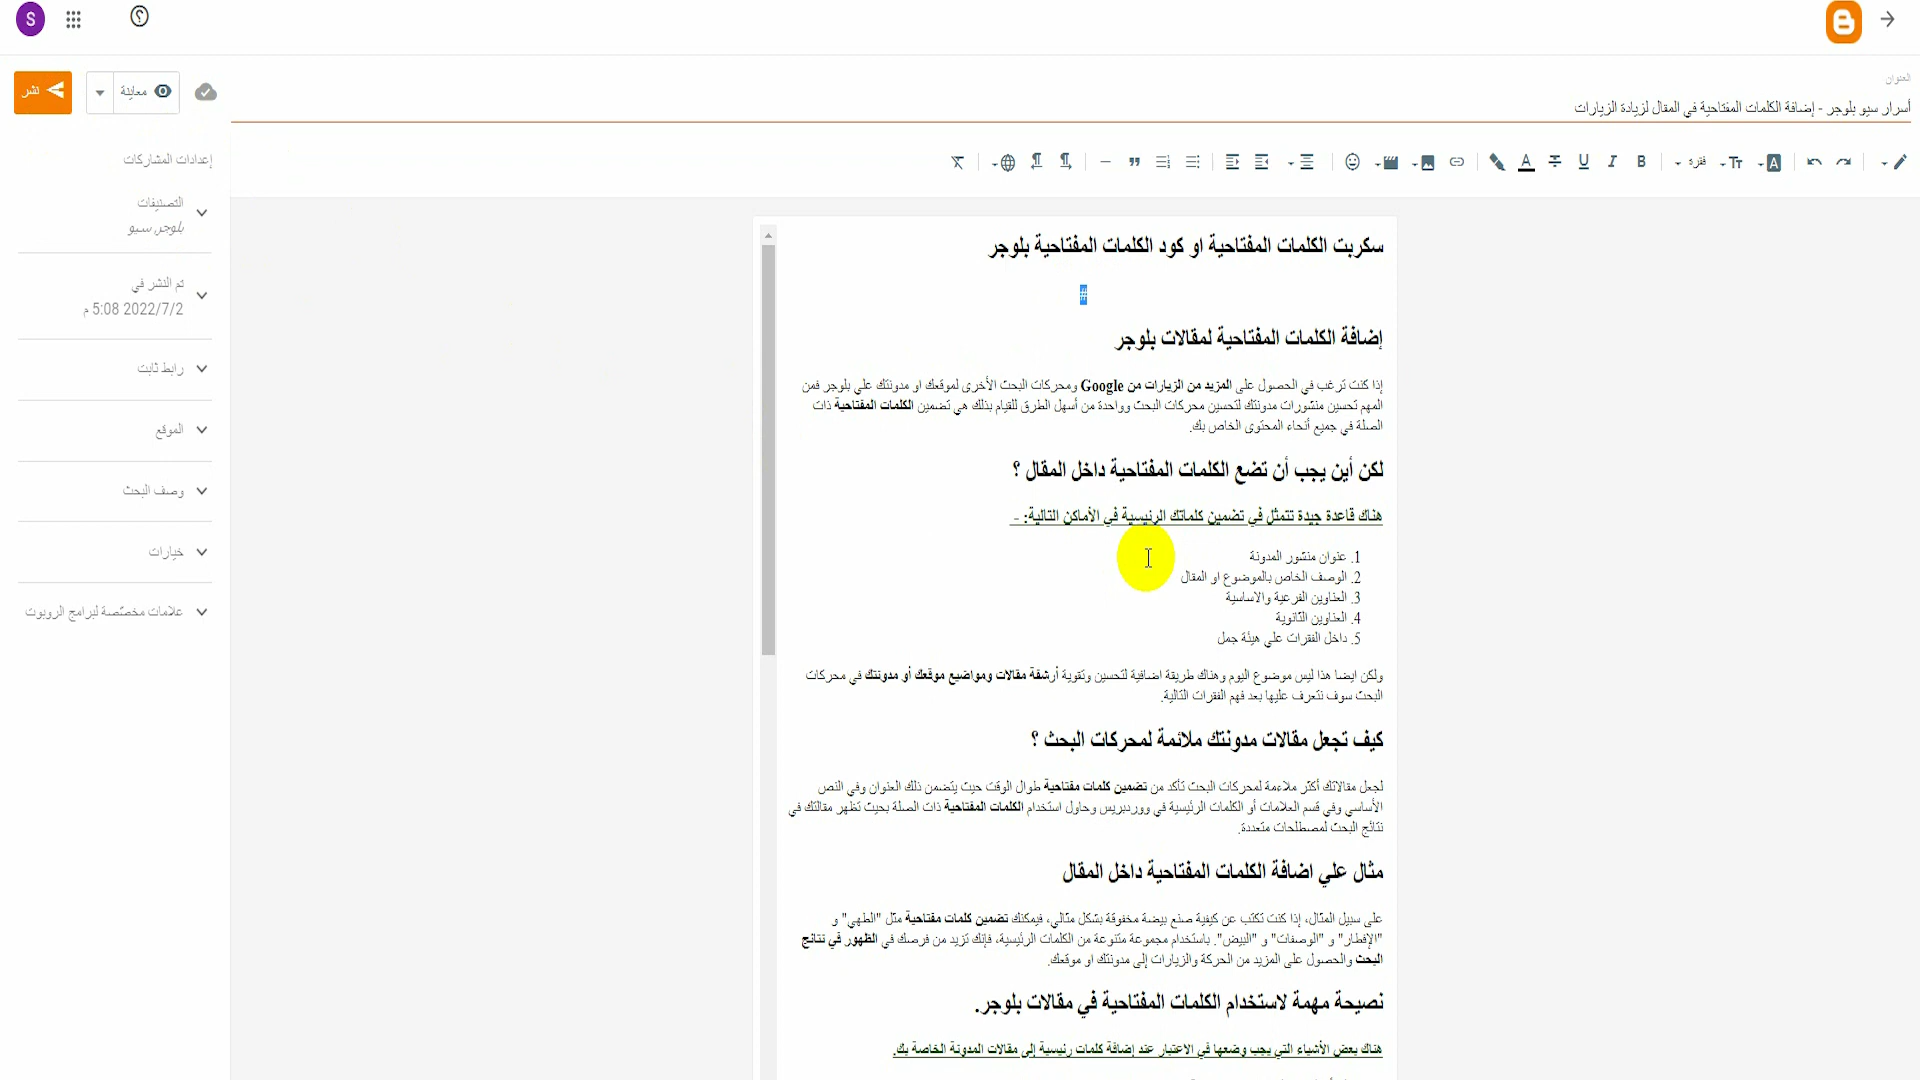 S
العنوان
أسرار سيو بلوجر - إضافة الكلمات المفتاحية في المقال لزيادة الزيارات
معاينة
نشر
فقرة
إعدادات المشاركات
التصنيفات
بلوجر, سيو
تم النشر في
2022/7/2 5:08 م
رابط ثابت
الموقع
وصف البحث
خيارات
علامات مخصّصة لبرامج الروبوت
سكربت الكلمات المفتاحية او كود الكلمات المفتاحية بلوجر
#
إضافة الكلمات المفتاحية لمقالات بلوجر
إذا كنت ترغب في الحصول على المزيد من الزيارات من Google ومحركات البحث الأخرى لموقعك او مدونتك علي بلوجر فمن
المهم تحسين منشورات مدونتك لتحسين محركات البحث وواحدة من أسهل الطرق للقيام بذلك هي تضمين الكلمات المفتاحية ذات
الصلة في جميع أنحاء المحتوى الخاص بك.
لكن أين يجب أن تضع الكلمات المفتاحية داخل المقال ؟
هناك قاعدة جيدة تتمثل في تضمين كلماتك الرئيسية في الأماكن التالية: -
1. عنوان منشور المدونة
2. الوصف الخاص بالموضوع او المقال
3. العناوين الفرعية والاساسية
4. العناوين الثانوية
5. داخل الفقرات علي هيئة جمل
ولكن ايضا هذا ليس موضوع اليوم وهناك طريقة اضافية لتحسين وتقوية أرشفة مقالات ومواضيع موقعك أو مدونتك في محركات
البحث سوف نتعرف عليها بعد فهم الفقرات التالية.
كيف تجعل مقالات مدونتك ملائمة لمحركات البحث ؟
لجعل مقالاتك أكثر ملاءمة لمحركات البحث تأكد من تضمين كلمات مفتاحية طوال الوقت حيث يتضمن ذلك العنوان وفي النص
الأساسي وفي قسم العلامات أو الكلمات الرئيسية في ووردبريس وحاول استخدام الكلمات المفتاحية ذات الصلة بحيث تظهر مقالتك في
نتائج البحث لمصطلحات متعددة.
مثال علي اضافة الكلمات المفتاحية داخل المقال
على سبيل المثال، إذا كنت تكتب عن كيفية صنع بيضة مخفوقة بشكل مثالي، فيمكنك تضمين كلمات مفتاحية مثل "الطهي" و
"الإفطار" و "الوصفات" و "البيض". باستخدام مجموعة متنوعة من الكلمات الرئيسية، فإنك تزيد من فرصك في الظهور في نتائج
البحث والحصول على المزيد من الحركة والزيارات إلى مدونتك او موقعك.
نصيحة مهمة لاستخدام الكلمات المفتاحية في مقالات بلوجر.
هناك بعض الأشياء التي يجب وضعها في الاعتبار عند إضافة كلمات رئيسية إلى مقالات المدونة الخاصة بك.